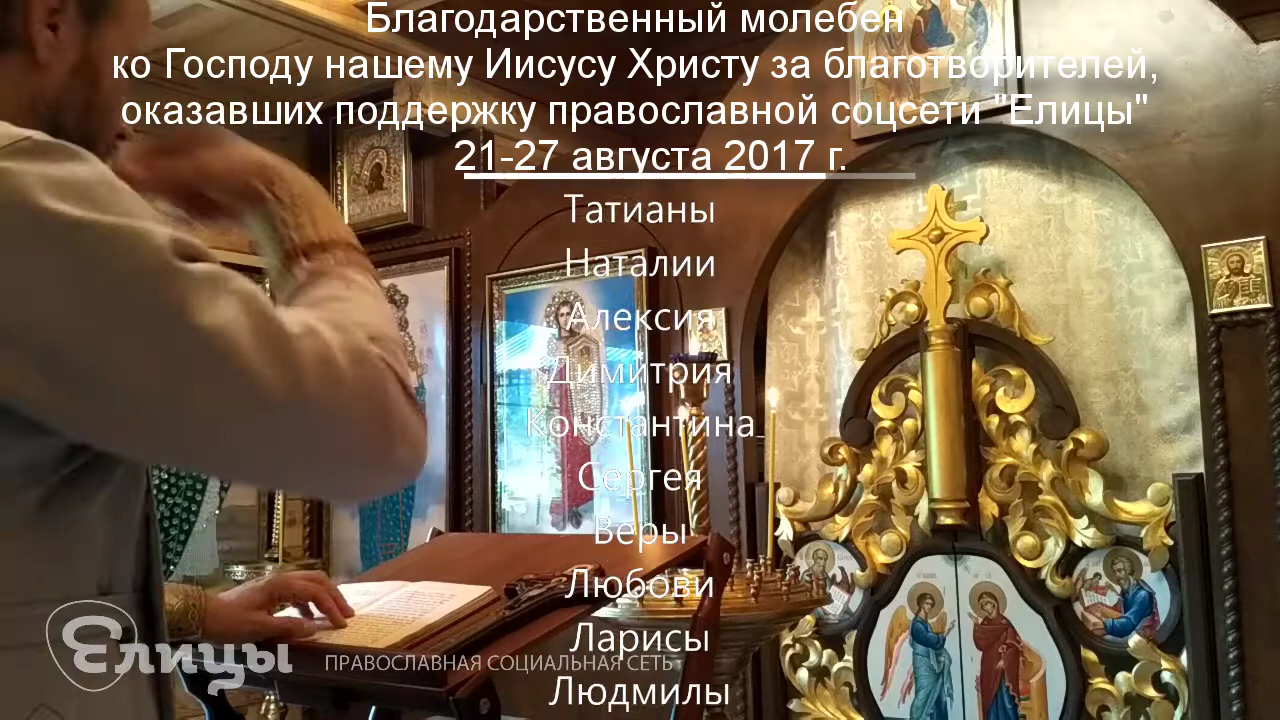 Благодарственный молебен
ко Господу нашему Иисусу Христу за благотворителей,
оказавших поддержку православной соцсети "Елицы"
21-27 августа 2017 г.
Татианы
Наталии
Алексия
Димитрия
Константина
Сергея
Веры
Любови
Ларисы
Людмилы
Елицы
ПРАВОСЛАВНАЯ СОЦИАЛЬНАЯ СЕТЬ